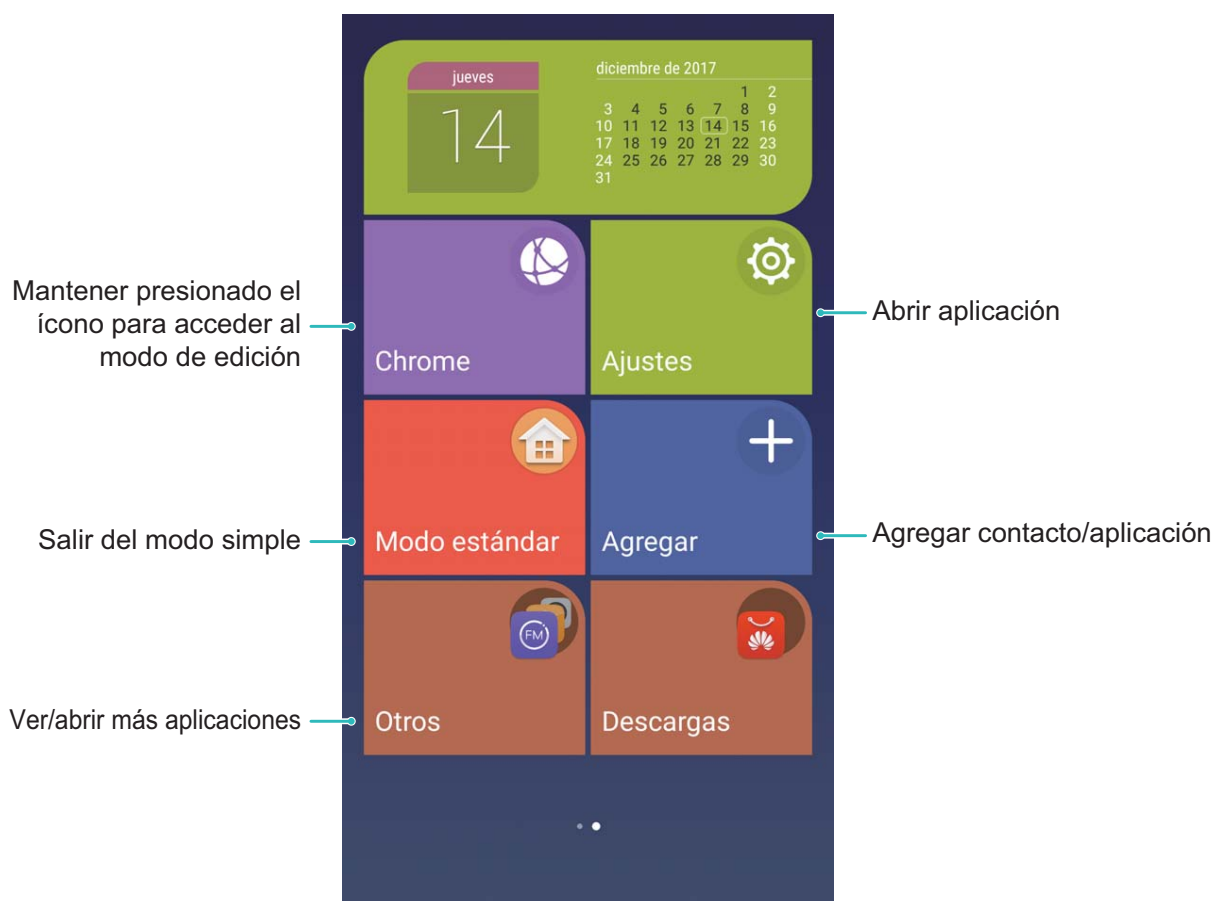 jueves
14
diciembre de 2017
1 2
3 4 5 6 7 8 9
10 11 12 13 14 15 16
17 18 19 20 21 22 23
24 25 26 27 28 29 30
31
Mantener presionado el
ícono para acceder al
modo de edición
Chrome
Ajustes
Abrir aplicación
Salir del modo simple
Modo estándar
Agregar
Agregar contacto/aplicación
FM
Ver/abrir más aplicaciones
Otros
Descargas